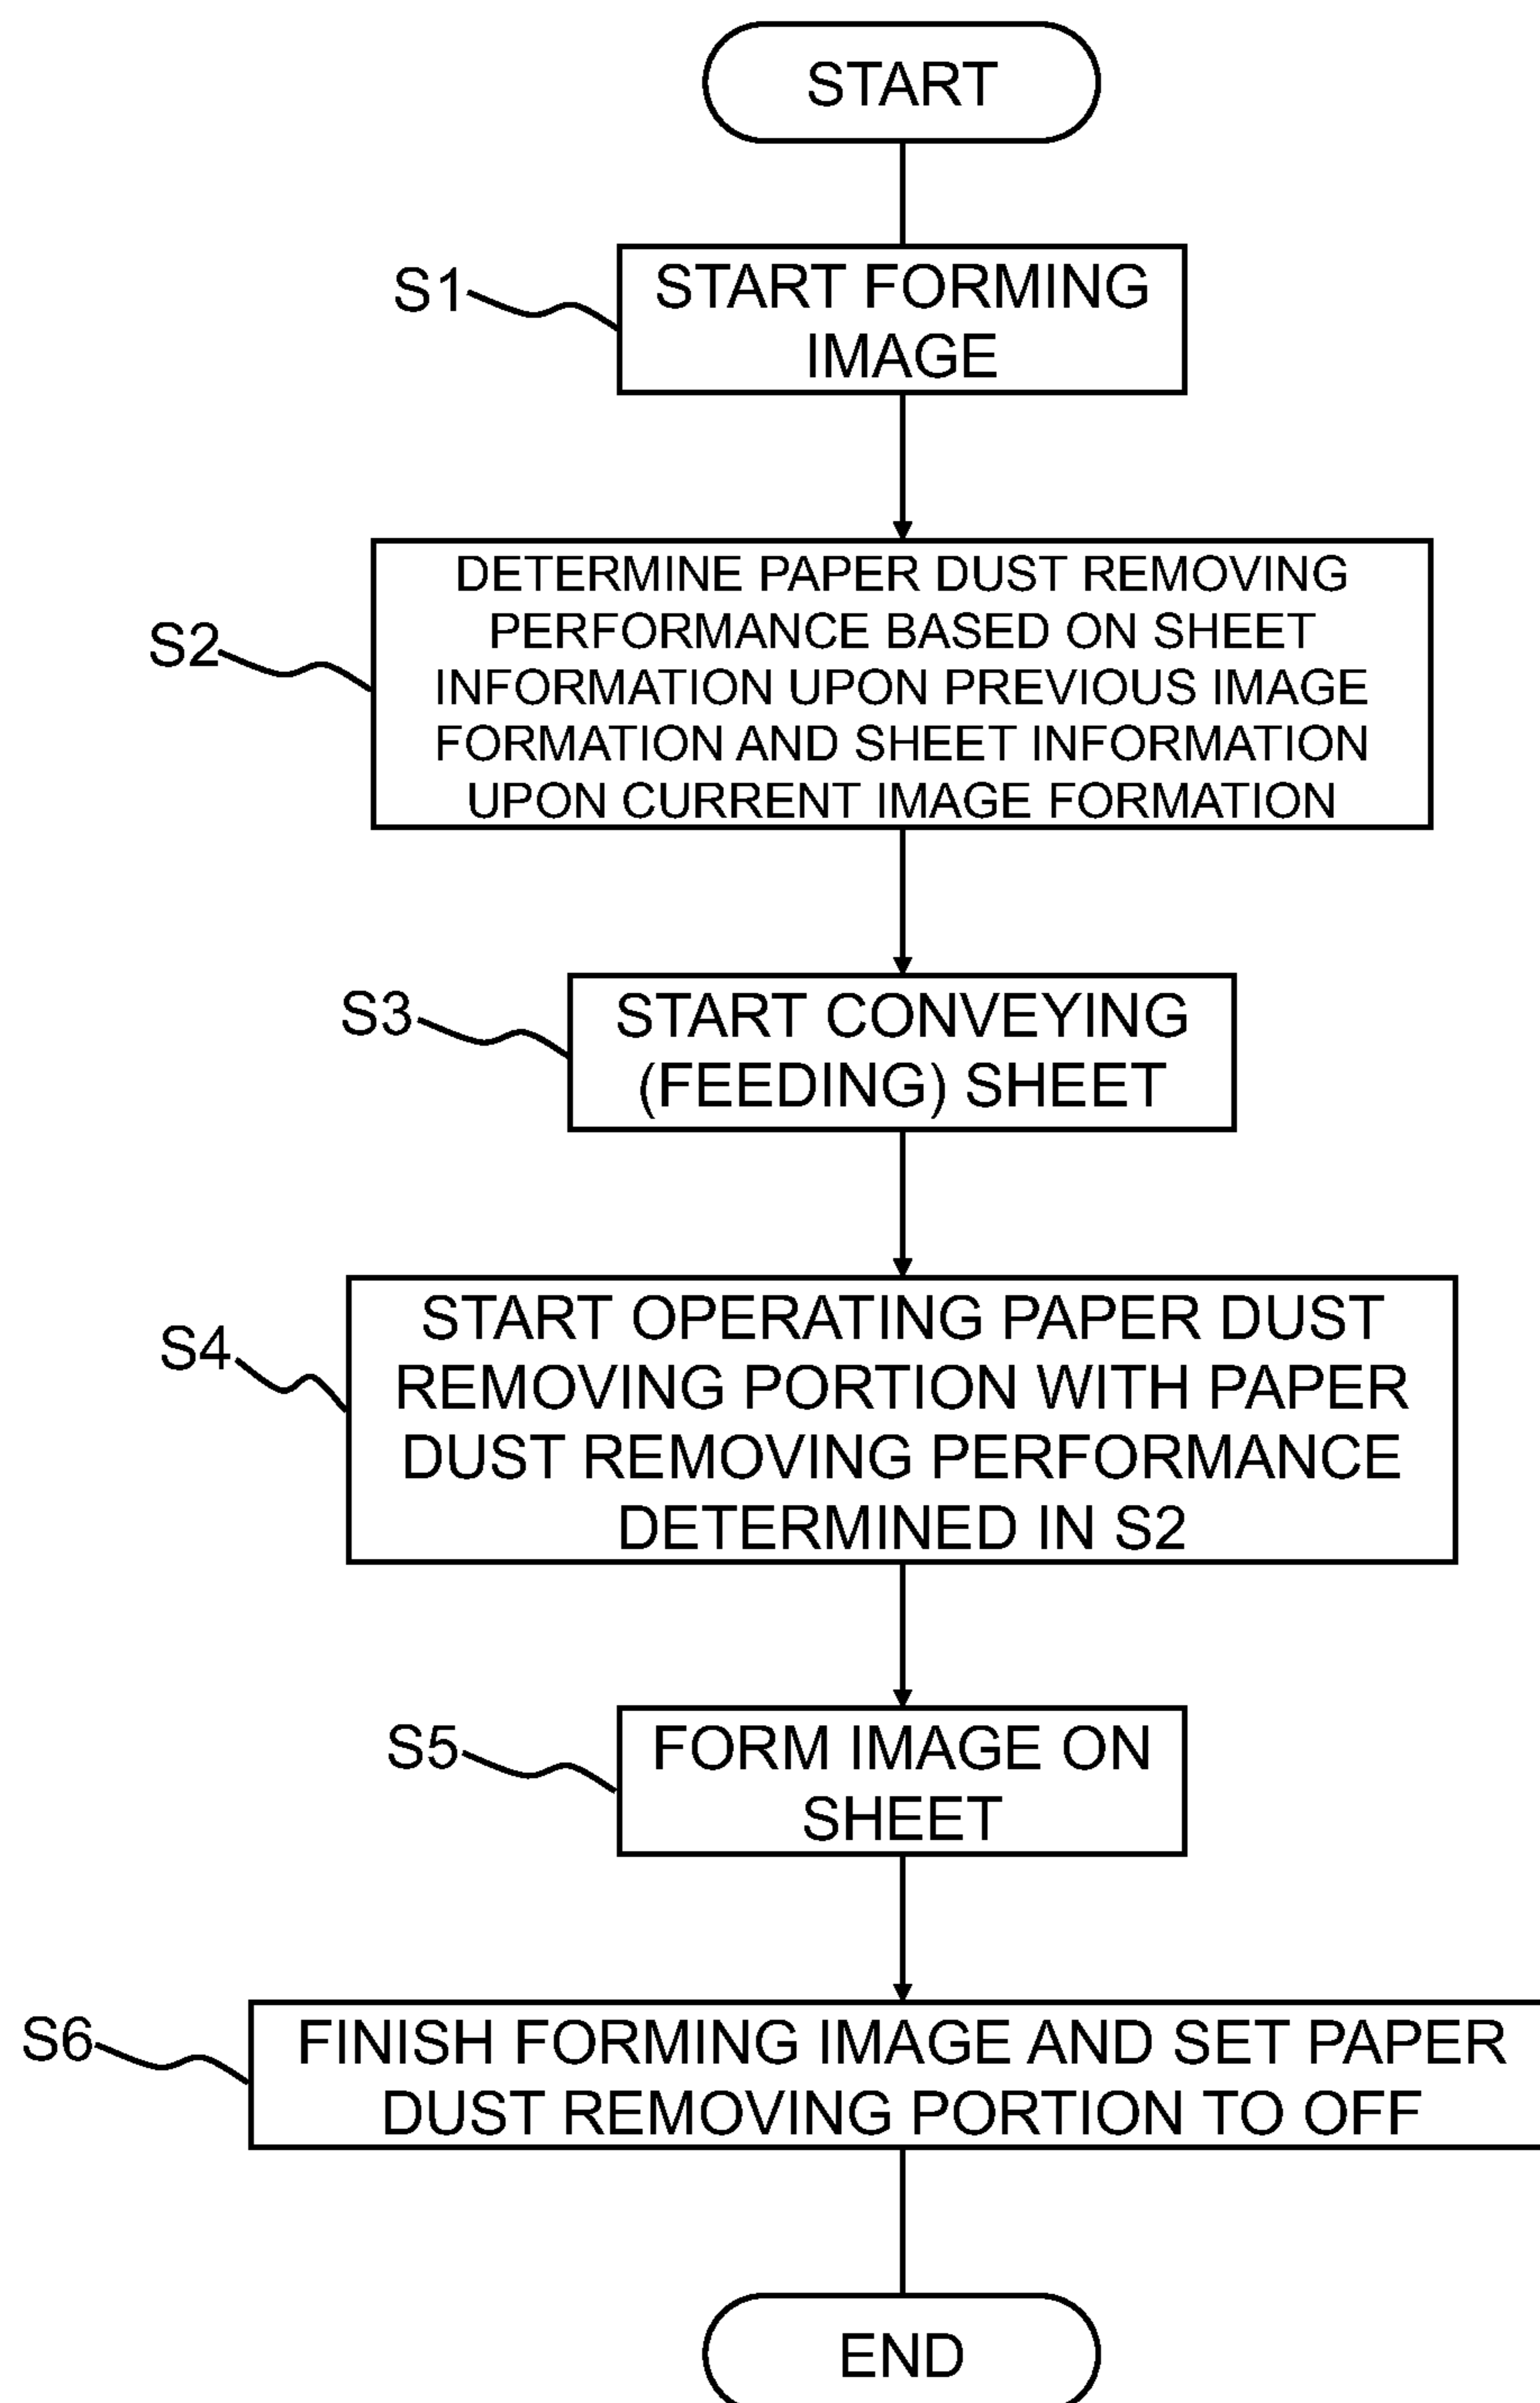 START
S1
START FORMING
IMAGE
S2
DETERMINE PAPER DUST REMOVING
PERFORMANCE BASED ON SHEET
INFORMATION UPON PREVIOUS IMAGE
FORMATION AND SHEET INFORMATION
UPON CURRENT IMAGE FORMATION
S3
START CONVEYING
(FEEDING) SHEET
S4
START OPERATING PAPER DUST
REMOVING PORTION WITH PAPER
DUST REMOVING PERFORMANCE
DETERMINED IN S2
S5
FORM IMAGE ON
SHEET
S6
FINISH FORMING IMAGE AND SET PAPER
DUST REMOVING PORTION TO OFF
END